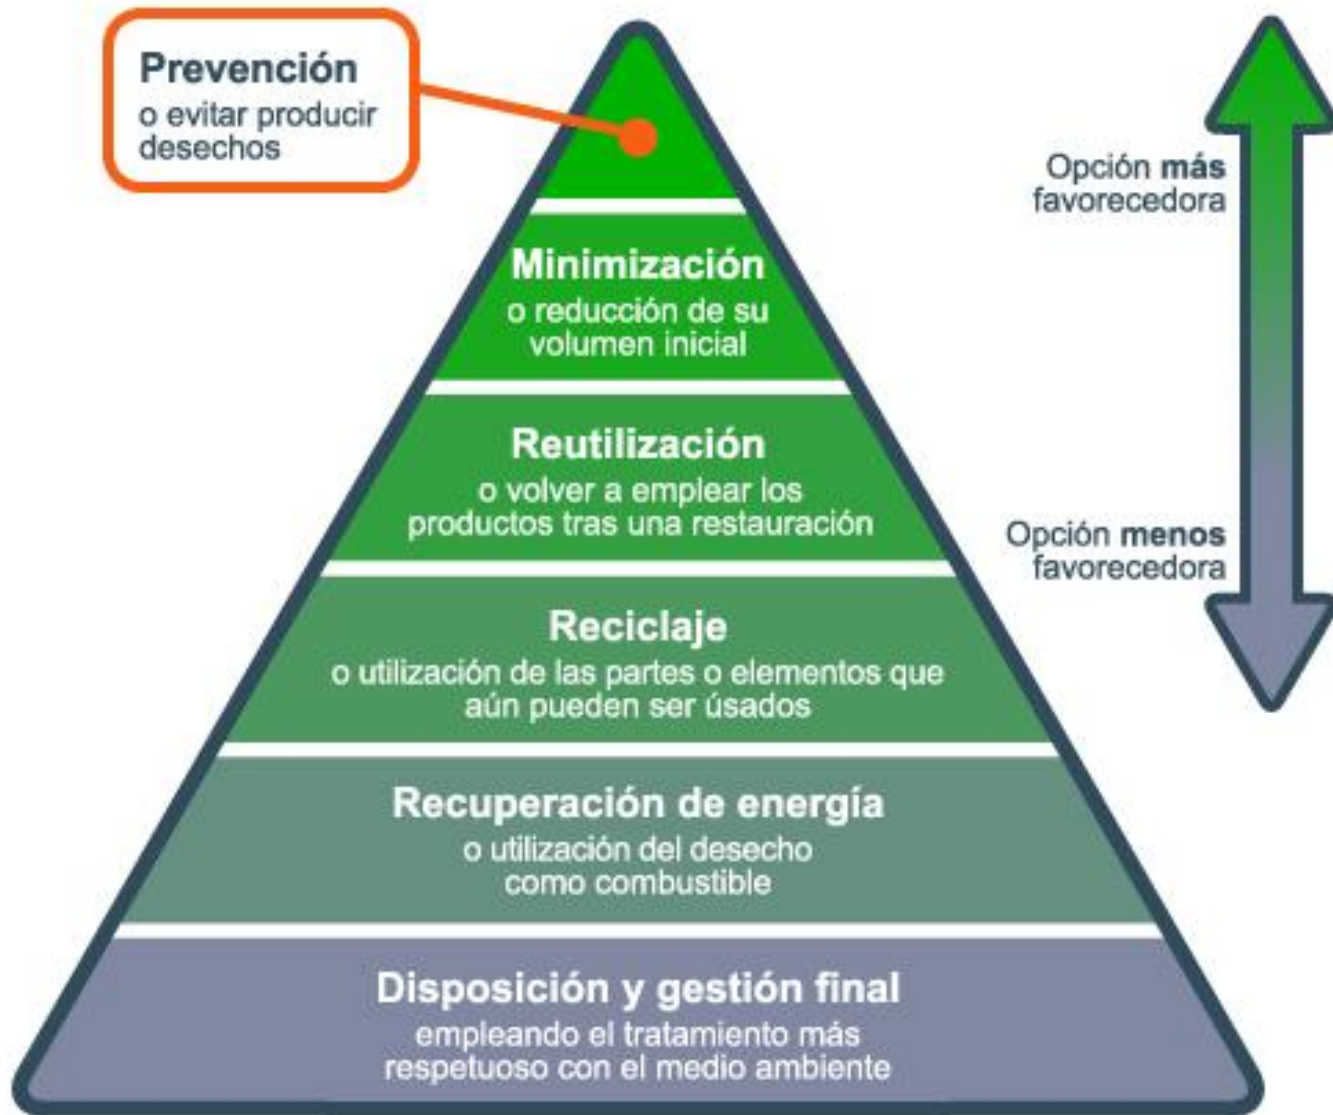 Prevención
o evitar producir
desechos
Opción más
favorecedora
Minimización
o reducción de su
volumen inicial
Reutilización
o volver a emplear los
productos tras una restauración
Opción menos
favorecedora
Reciclaje
o utilización de las partes o elementos que
aún pueden ser úsados
Recuperación de energía
o utilización del desecho
como combustible
Disposición y gestión final
empleando el tratamiento más
respetuoso con el medio ambiente